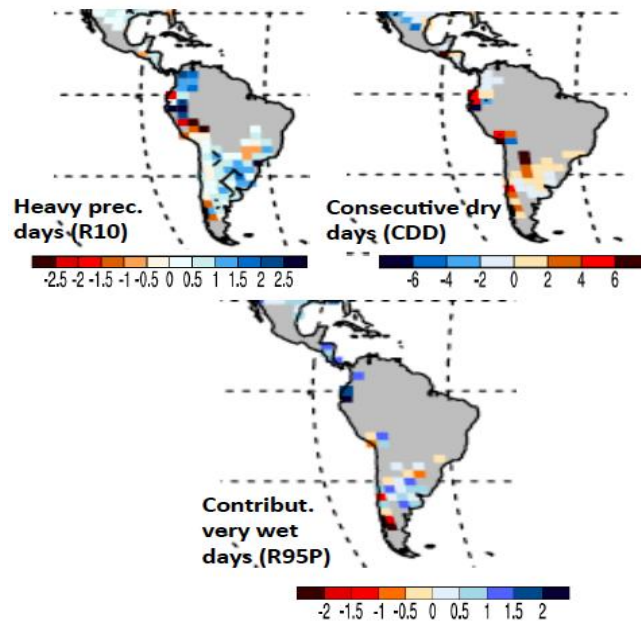 Heavy prec.
days (R10)
-2.5 -2 -1.5 -1 -0.5 0 0.5 1 1.5 2 2.5
Consecutive dry
days (CDD)
-6 -4 -2 0 2 4 6
Contribut.
very wet
days (R95P)
-2 -1.5 -1 -0.5 0 0.5 1 1.5 2